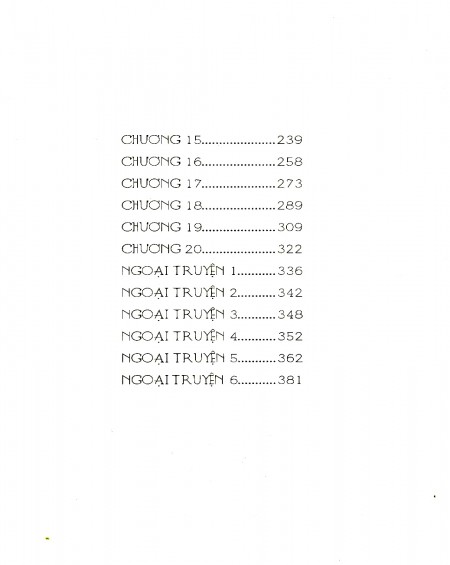 CHƯƠNG 15.....................239
CHƯƠNG 16.....................258
CHƯƠNG 17.....................273
CHƯƠNG 18.....................289
CHƯƠNG 19.....................309
CHƯƠNG 20.....................322
NGOẠI TRUYỆN 1...........336
NGOẠI TRUYỆN 2...........342
NGOẠI TRUYỆN 3...........348
NGOẠI TRUYỆN 4...........352
NGOẠI TRUYỆN 5...........362
NGOẠI TRUYỆN 6...........381